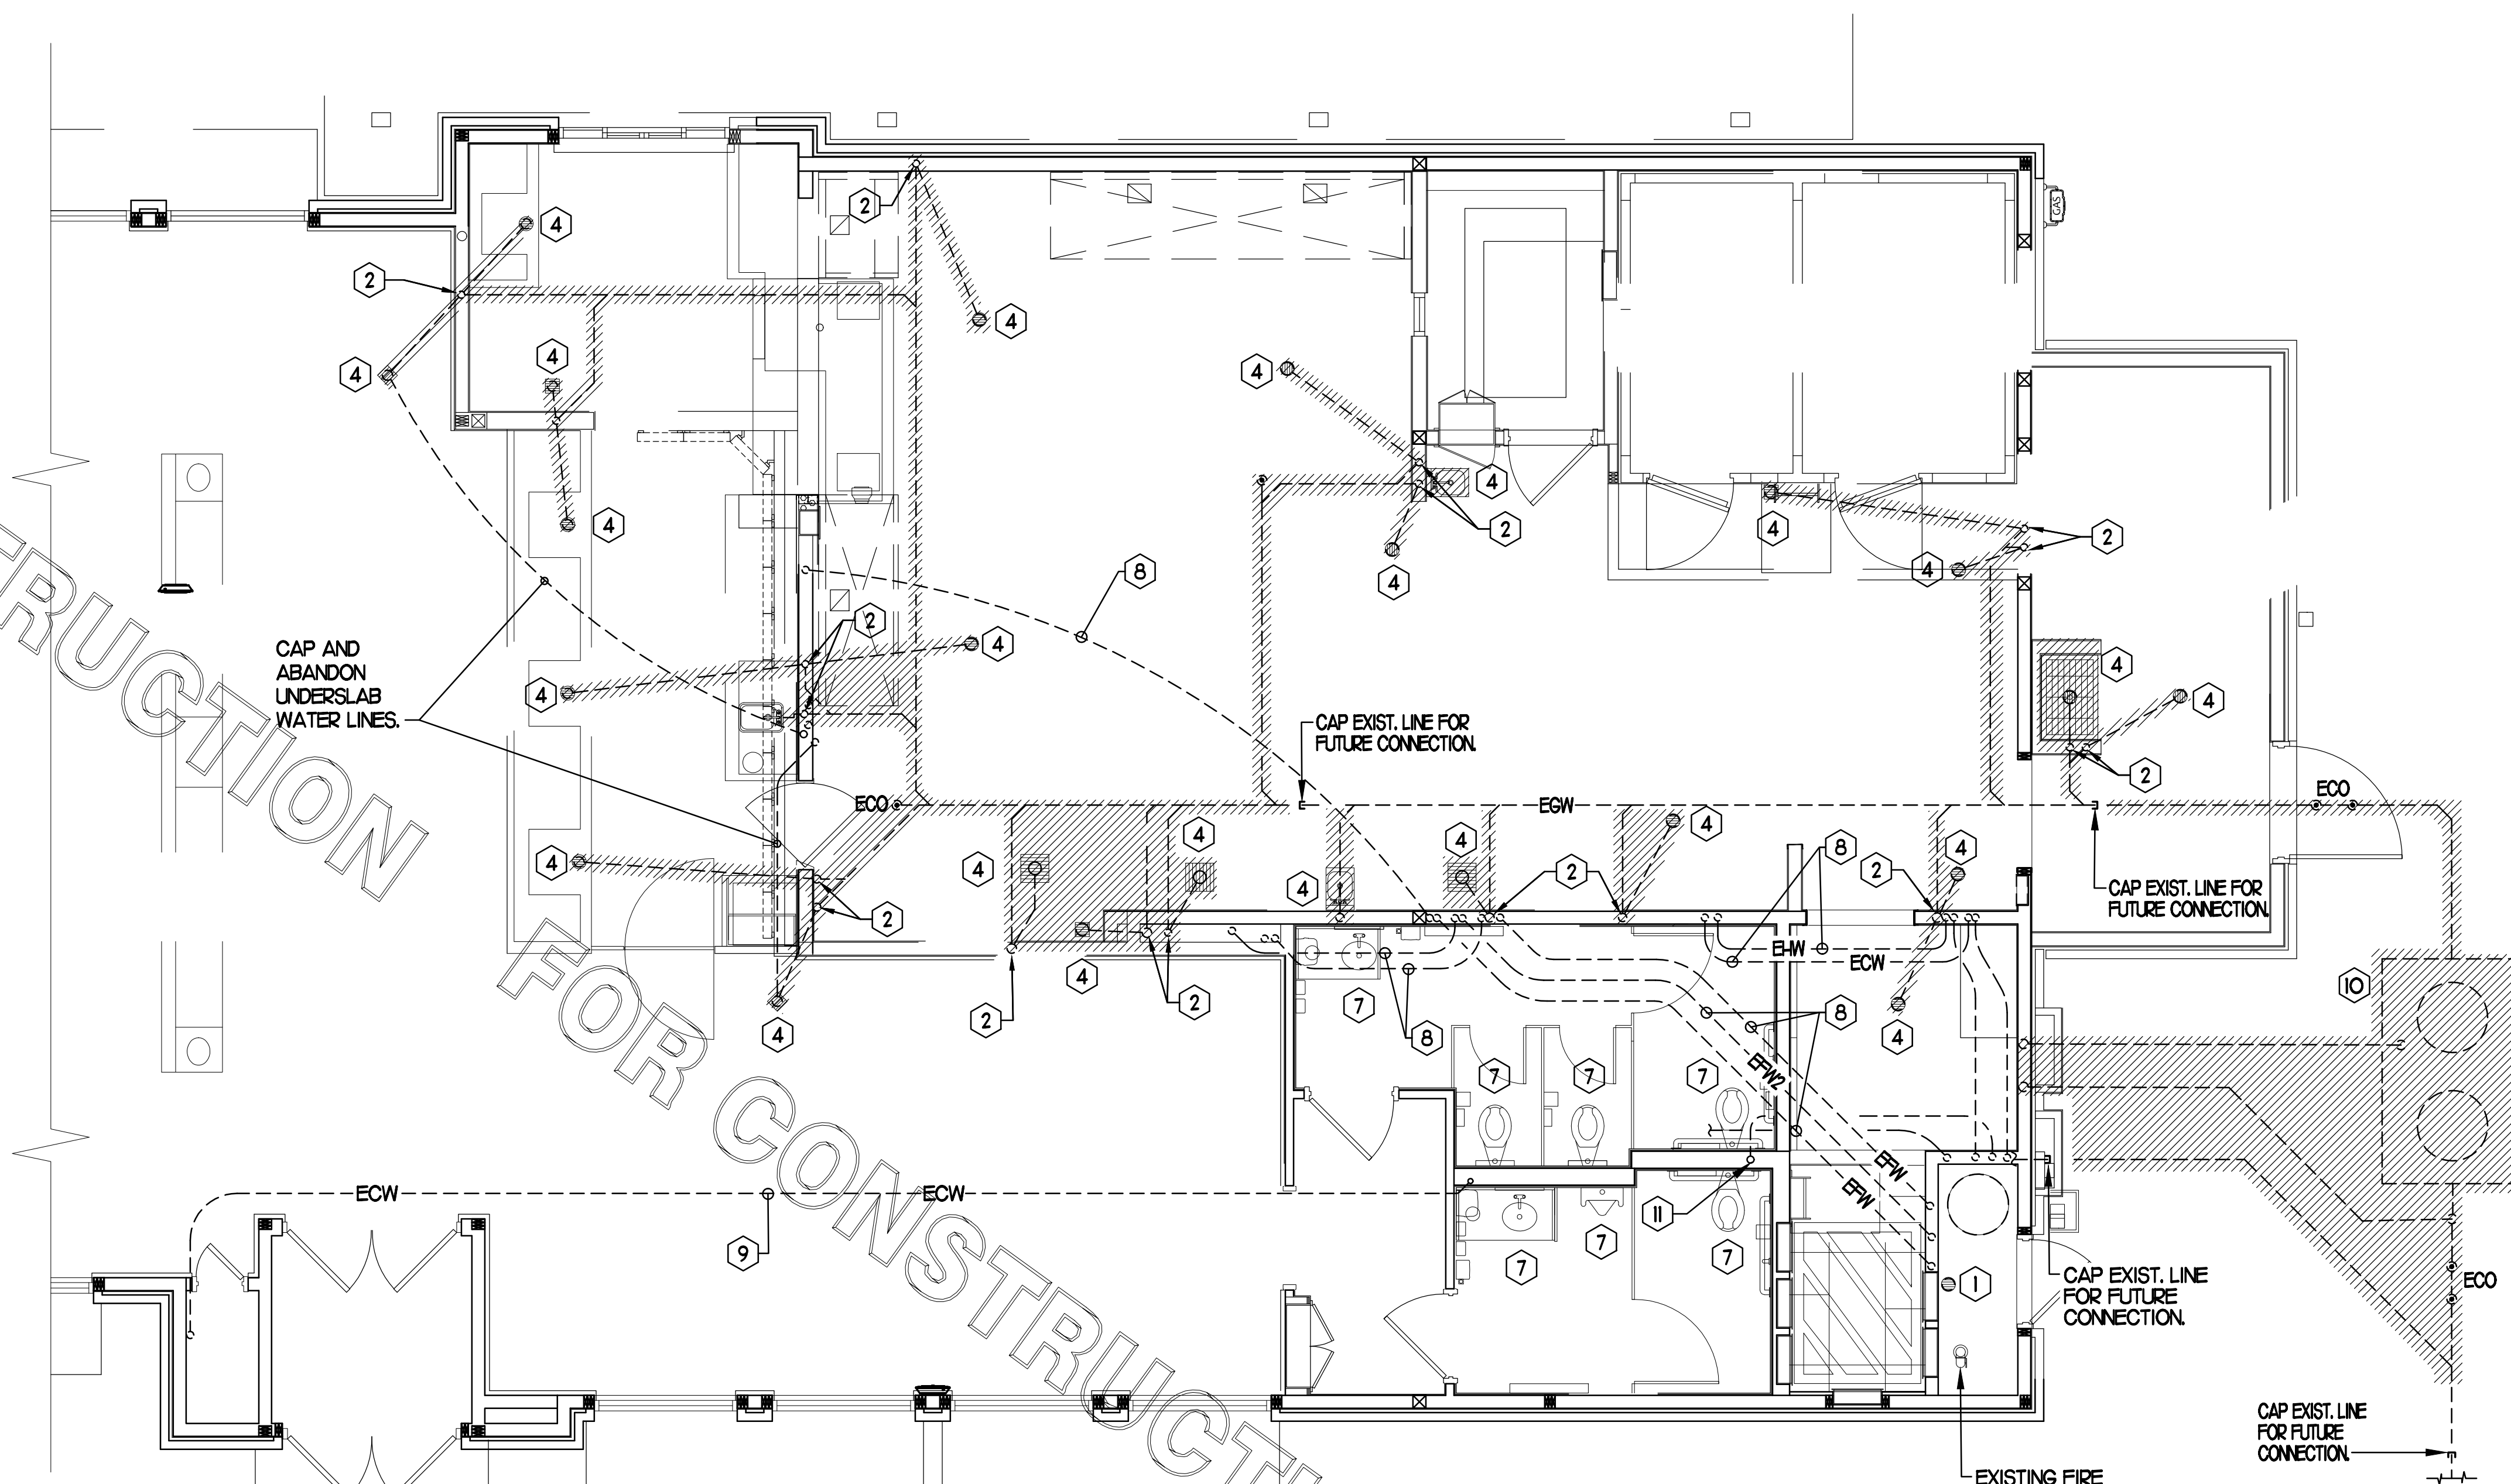 GAS
2
4
2
4
4
4
4
4
4
4
2
2
4
4
4
8
2
4
4
CAP AND
ABANDON
UNDERSLAB
WATER LINES.
4
4
2
CAP EXIST. LINE FOR
FUTURE CONNECTION.
ECO
EGW
ECO
4
4
4
4
4
4
2
2
8
4
2
CAP EXIST. LINE FOR
FUTURE CONNECTION.
EHW
ECW
4
2
2
4
7
8
8
4
10
7
7
7
EFW2
EFW
EFW
ECW
ECW
9
11
7
7
7
1
CAP EXIST. LINE
FOR FUTURE
CONNECTION.
ECO
CAP EXIST. LINE
FOR FUTURE
CONNECTION.
EXISTING FIRE
TRUCTION
FOR CONSTRUCTI